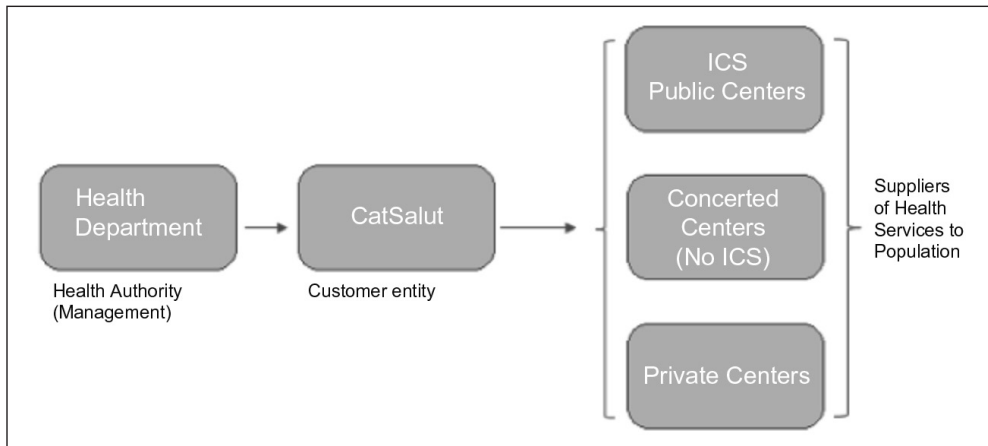 Health
Department
Health Authority
(Management)
CatSalut
Customer entity
ICS
Public Centers
Concerted
Centers
(No ICS)
Private Centers
Suppliers
of Health
Services to
Population